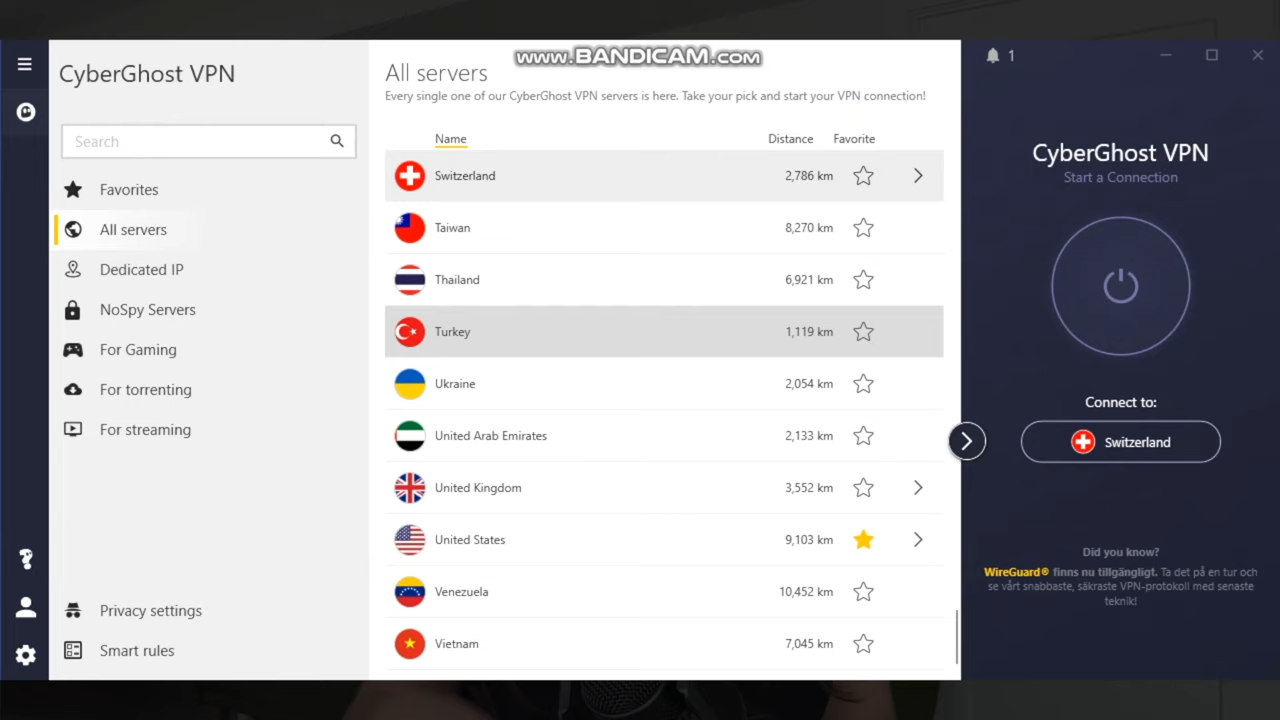 www.BANDICAM.com
CyberGhost VPN
Search
Favorites
All servers
Dedicated IP
NoSpy Servers
For Gaming
For torrenting
For streaming
Privacy settings
Smart rules
All servers
Every single one of our CyberGhost VPN servers is here. Take your pick and start your VPN connection!
Name Distance Favorite
Switzerland 2,786 km
Taiwan 8,270 km
Thailand 6,921 km
Turkey 1,119 km
Ukraine 2,054 km
United Arab Emirates 2,133 km
United Kingdom 3,552 km
United States 9,103 km
Venezuela 10,452 km
Vietnam 7,045 km
1
CyberGhost VPN
Start a Connection
Connect to:
Switzerland
Did you know?
WireGuard® finns nu tillgängligt. Ta det på en tur och
se vårt snabbaste, säkraste VPN-protokoll med senaste
teknik!